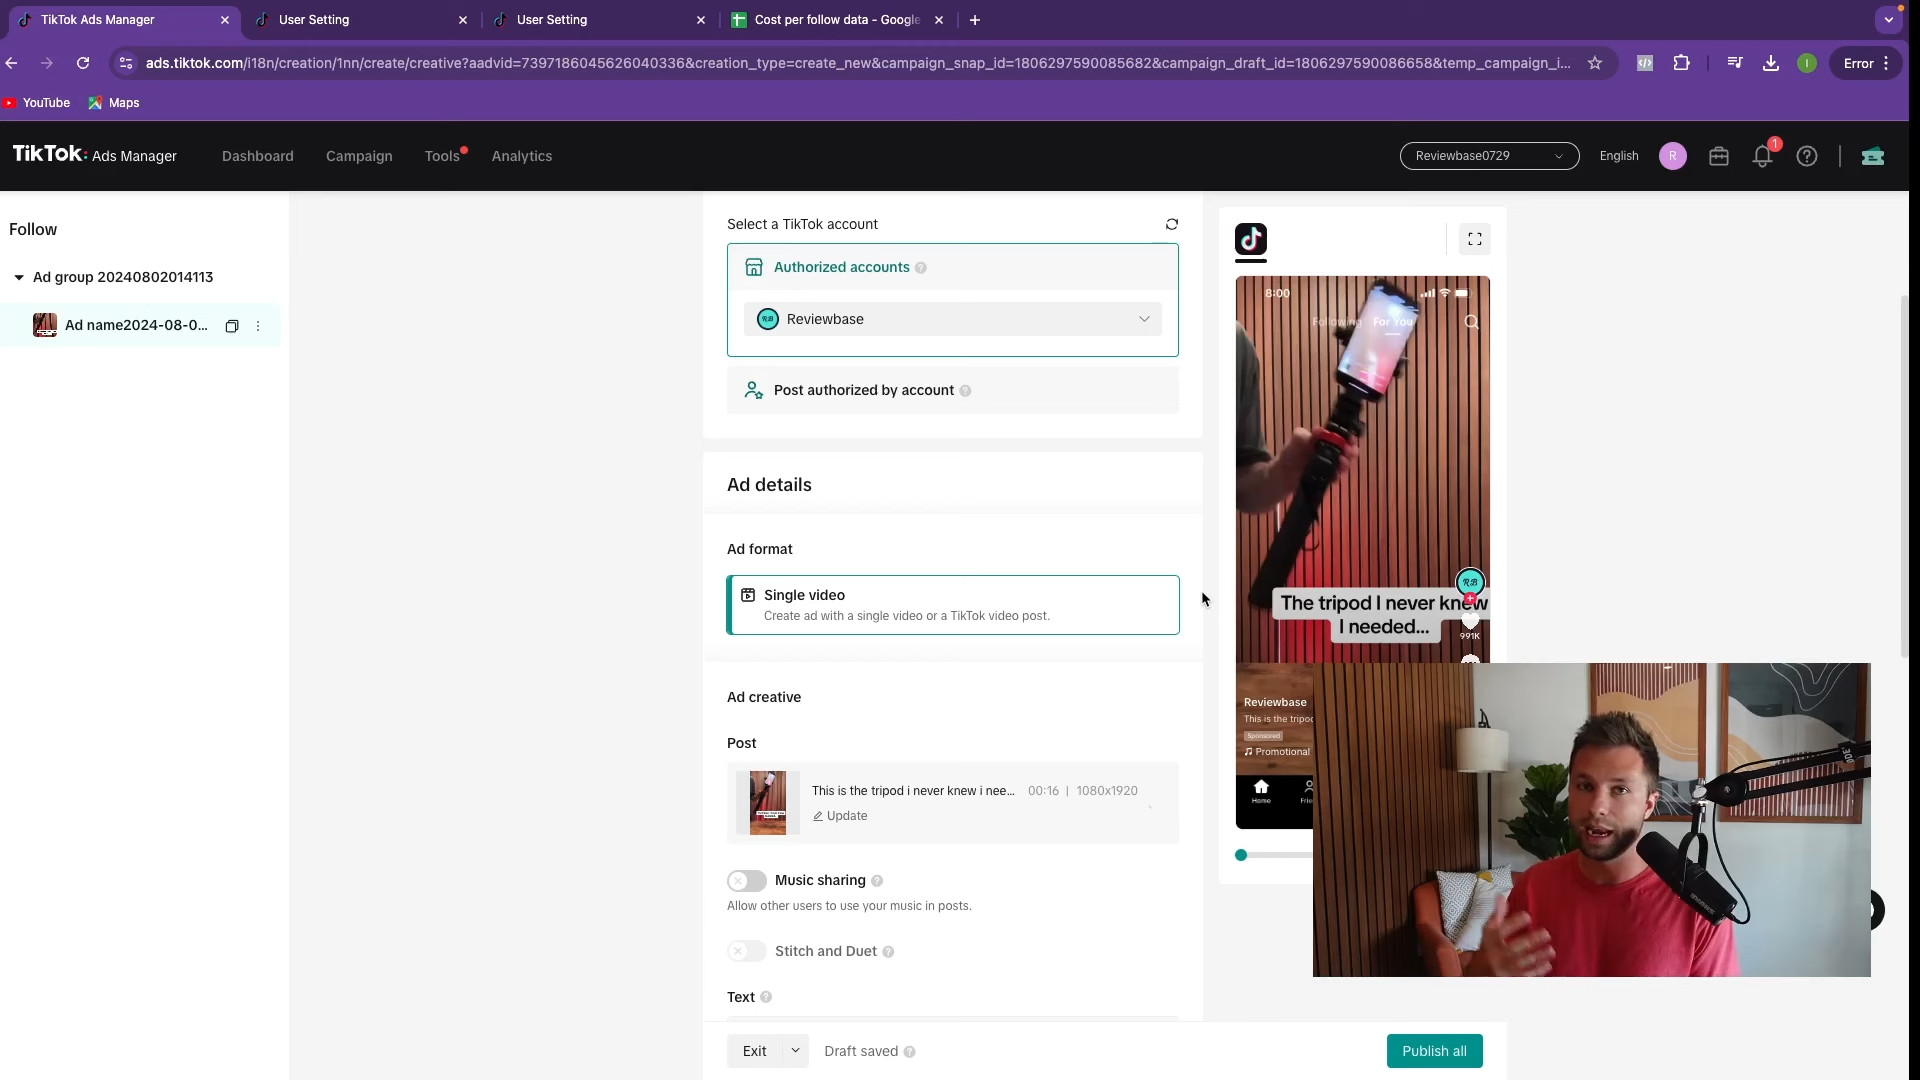 TikTok Ads Manager
User Setting
User Setting
Cost per follow data - Google
ads.tiktok.com/i18n/creation/1nn/create/creative?aadvid=7397186045626040336&creation_type=create_new&campaign_snap_id=1806297590085682&campaign_draft_id=1806297590086658&temp_campaign_i...
Error
YouTube
Maps
TikTok: Ads Manager
Dashboard
Campaign
Tools
Analytics
Reviewbase0729
English
R
1
Follow
Ad group 20240802014113
Ad name2024-08-0...
Select a TikTok account
Authorized accounts
RB Reviewbase
Post authorized by account
Ad details
Ad format
Single video
Create ad with a single video or a TikTok video post.
Ad creative
Post
This is the tripod i never knew i nee... 00:16 | 1080x1920
Update
Music sharing
Allow other users to use your music in posts.
Stitch and Duet
Text
Exit
Draft saved
Publish all
8:00
Following For You
RB
The tripod I never knew
I needed...
991K
Reviewbase
This is the tripod
Sponsored
Promotional
Home
Frie